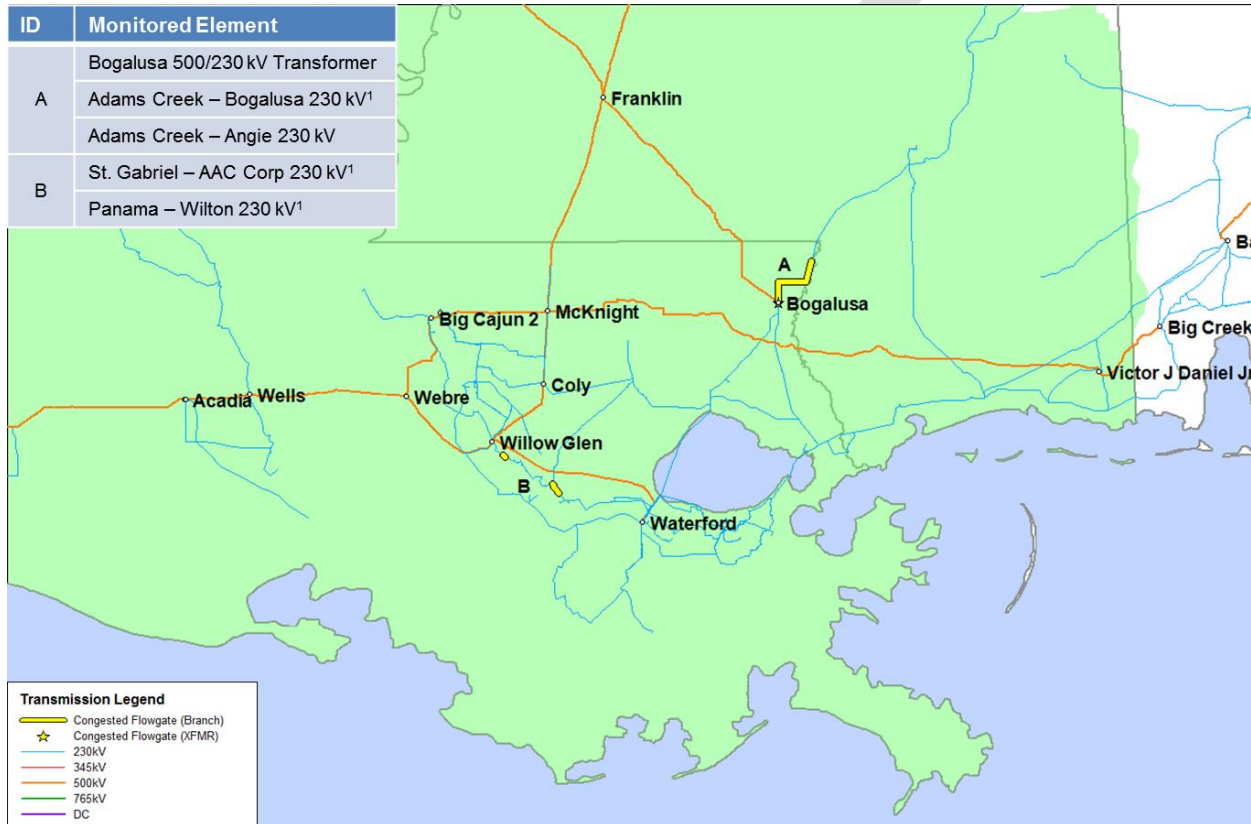 ID Monitored Element
A
Bogalusa 500/230 kV Transformer
Adams Creek – Bogalusa 230 kV¹
Adams Creek – Angie 230 kV
B
St. Gabriel – AAC Corp 230 kV¹
Panama – Wilton 230 kV¹
Franklin
A
Bogalusa
Big Cajun 2
McKnight
Big Creek
Victor J Daniel Jr
Coly
Acadia
Wells
Webre
Willow Glen
B
Waterford
Transmission Legend
Congested Flowgate (Branch)
Congested Flowgate (XFMR)
230kV
345kV
500kV
765kV
DC